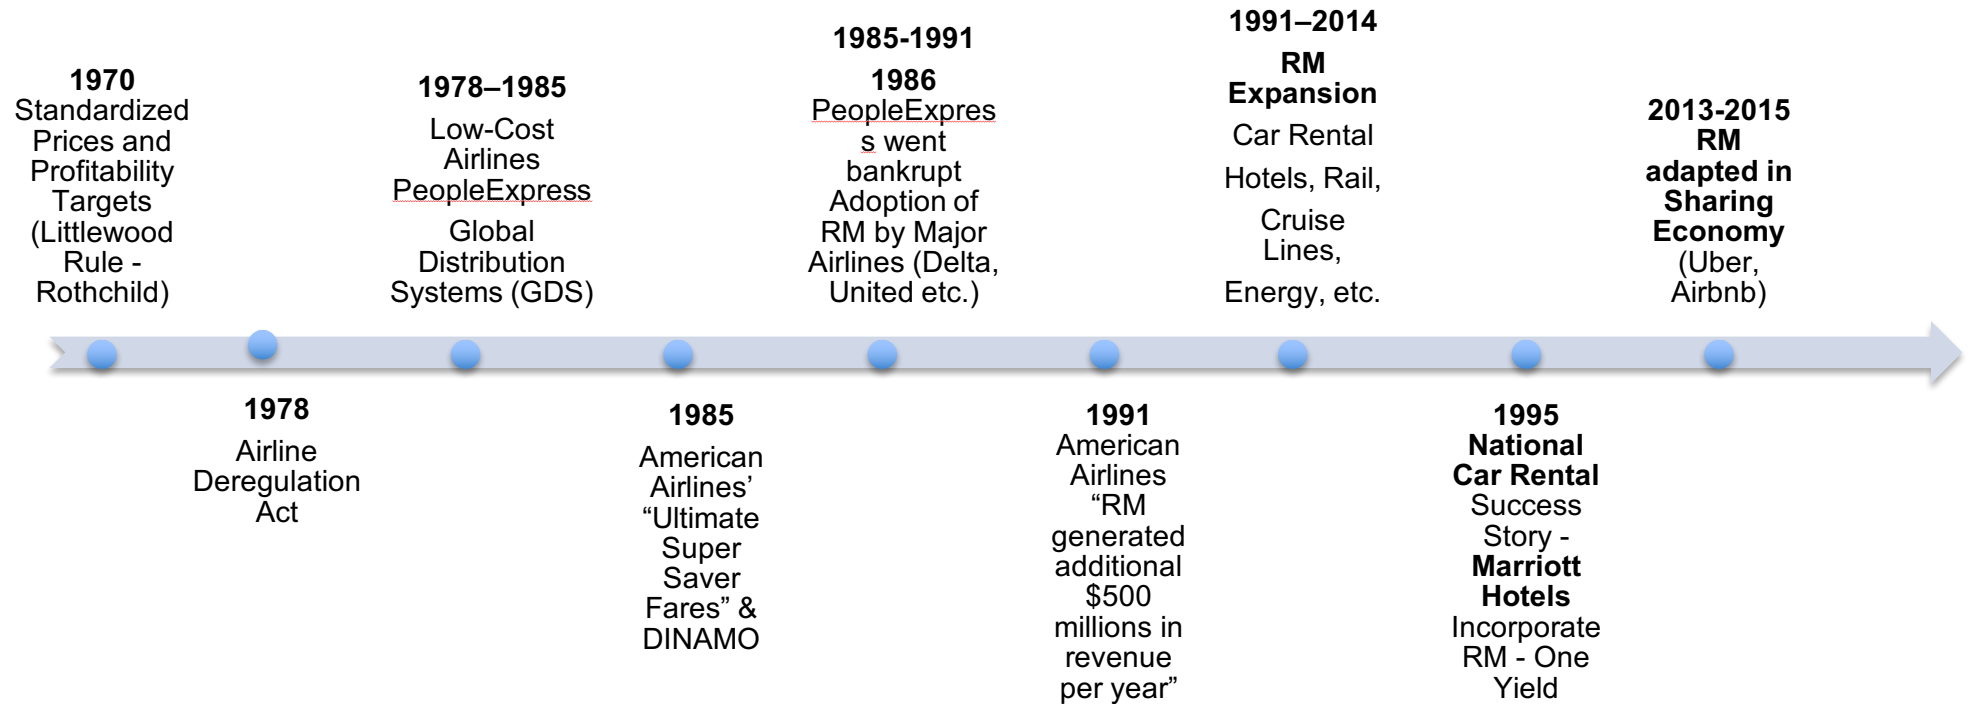 1970
Standardized
Prices and
Profitability
Targets
(Littlewood
Rule -
Rothchild)
1978
Airline
Deregulation
Act
1978–1985
Low-Cost
Airlines
PeopleExpress
Global
Distribution
Systems (GDS)
1985
American
Airlines’
“Ultimate
Super
Saver
Fares” &
DINAMO
1985-1991
1986
PeopleExpres
s went
bankrupt
Adoption of
RM by Major
Airlines (Delta,
United etc.)
1991
American
Airlines
“RM
generated
additional
$500
millions in
revenue
per year”
1991–2014
RM
Expansion
Car Rental
Hotels, Rail,
Cruise
Lines,
Energy, etc.
1995
National
Car Rental
Success
Story -
Marriott
Hotels
Incorporate
RM - One
Yield
2013-2015
RM
adapted in
Sharing
Economy
(Uber,
Airbnb)